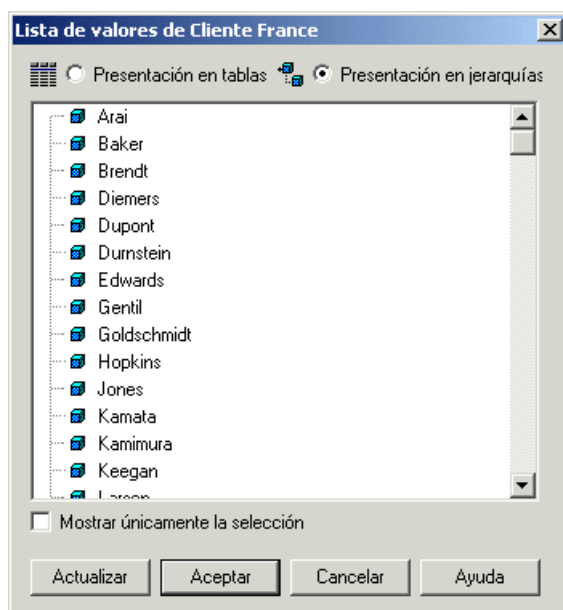 Lista de valores de Cliente France
Presentación en tablas Presentación en jerarquías
Arai
Baker
Brendt
Diemers
Dupont
Durnstein
Edwards
Gentil
Goldschmidt
Hopkins
Jones
Kamata
Kamimura
Keegan
Mostrar únicamente la selección
Actualizar Aceptar Cancelar Ayuda